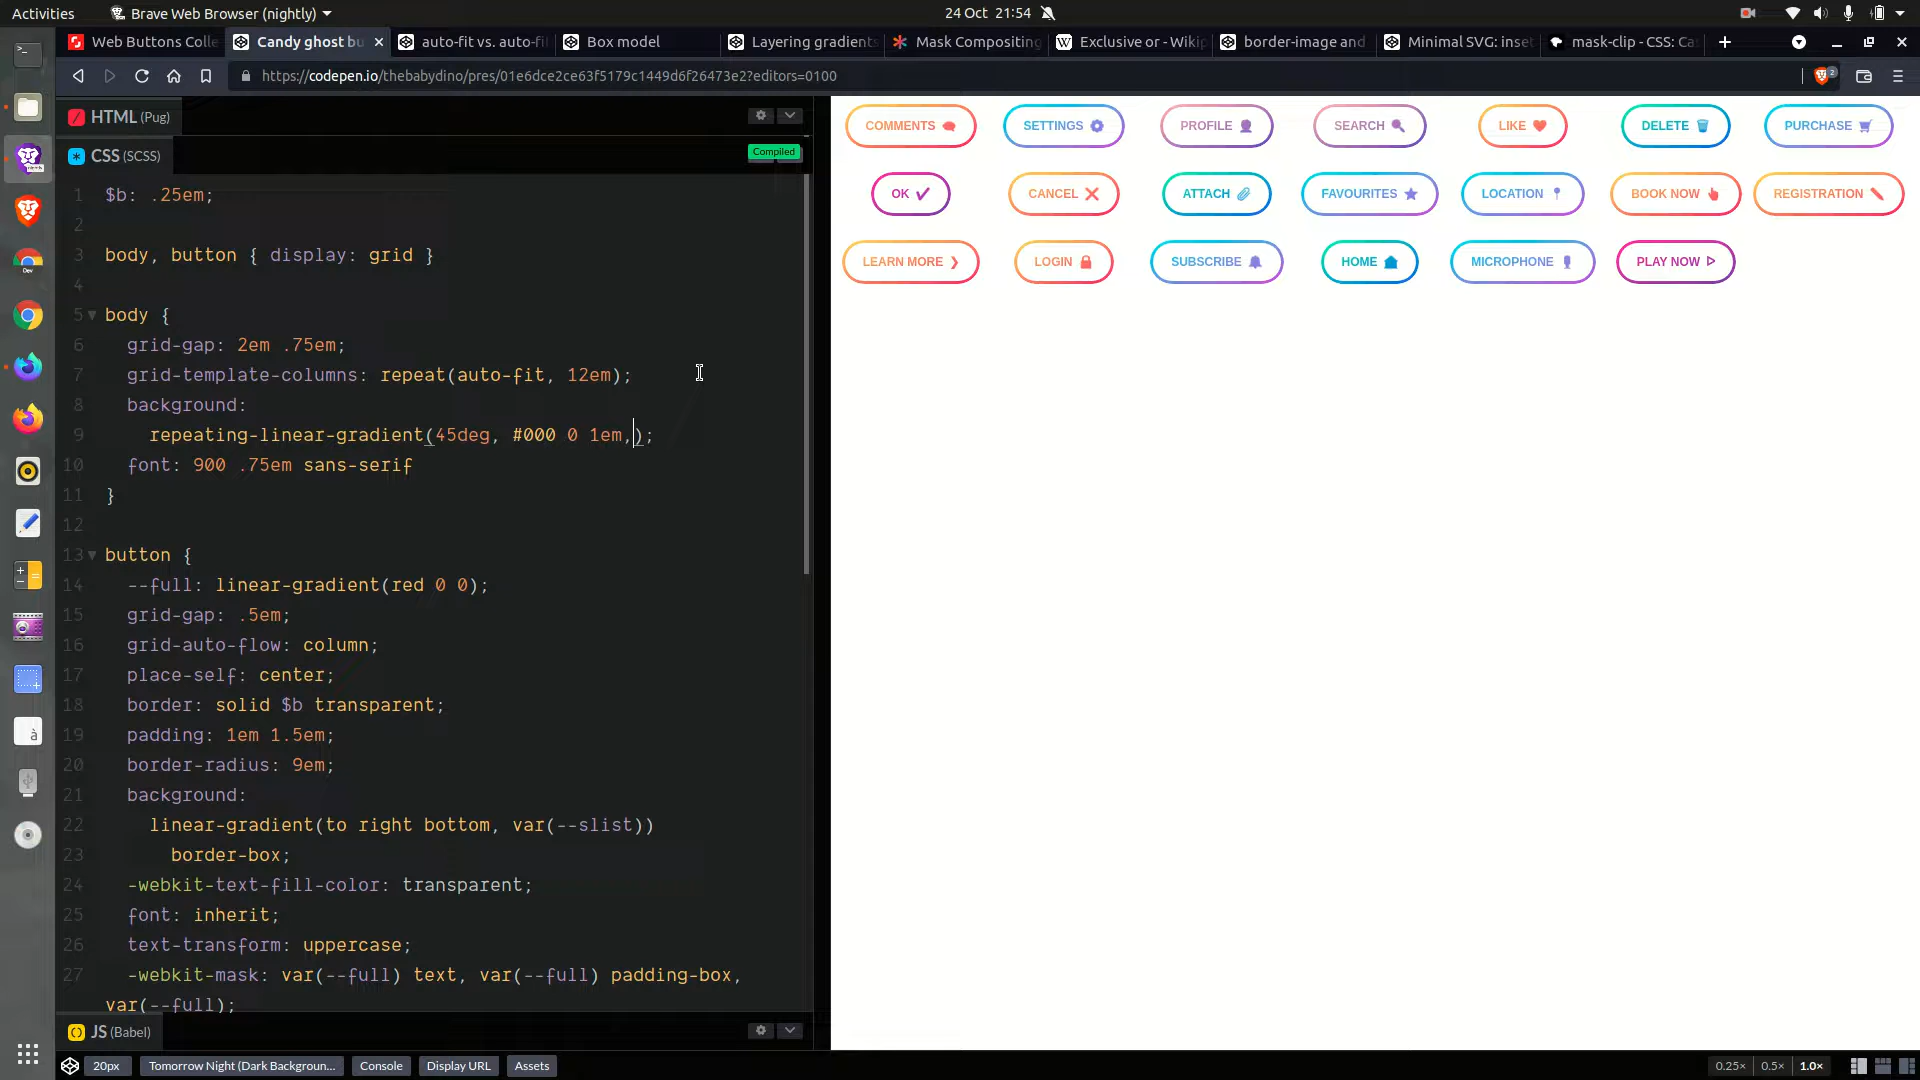 Activities
Brave Web Browser (nightly)
24 Oct 21:54
Web Buttons Colle
Candy ghost bu
auto-fit vs. auto-fi
Box model
Layering gradients
Mask Compositing
Exclusive or - Wikip
border-image and
Minimal SVG: inset
mask-clip - CSS: Cas
https://codepen.io/thebabydino/pres/01e6dce2ce63f5179c1449d6f26473e2?editors=0100
2
HTML (Pug)
CSS (SCSS)
Compiled
1 $b: .25em;
2
3 body, button { display: grid }
4
5 body {
6 grid-gap: 2em .75em;
7 grid-template-columns: repeat(auto-fit, 12em);
8 background:
9 repeating-linear-gradient(45deg, #000 0 1em,);
10 font: 900 .75em sans-serif
11 }
12
13 button {
14 --full: linear-gradient(red 0 0);
15 grid-gap: .5em;
16 grid-auto-flow: column;
17 place-self: center;
18 border: solid $b transparent;
19 padding: 1em 1.5em;
20 border-radius: 9em;
21 background:
22 linear-gradient(to right bottom, var(--slist))
23 border-box;
24 -webkit-text-fill-color: transparent;
25 font: inherit;
26 text-transform: uppercase;
27 -webkit-mask: var(--full) text, var(--full) padding-box,
var(--full);
JS (Babel)
COMMENTS
SETTINGS
PROFILE
SEARCH
LIKE
DELETE
PURCHASE
OK
CANCEL
ATTACH
FAVOURITES
LOCATION
BOOK NOW
REGISTRATION
LEARN MORE
LOGIN
SUBSCRIBE
HOME
MICROPHONE
PLAY NOW
Dev
à
20px
Tomorrow Night (Dark Backgroun...
Console
Display URL
Assets
0.25×
0.5×
1.0×